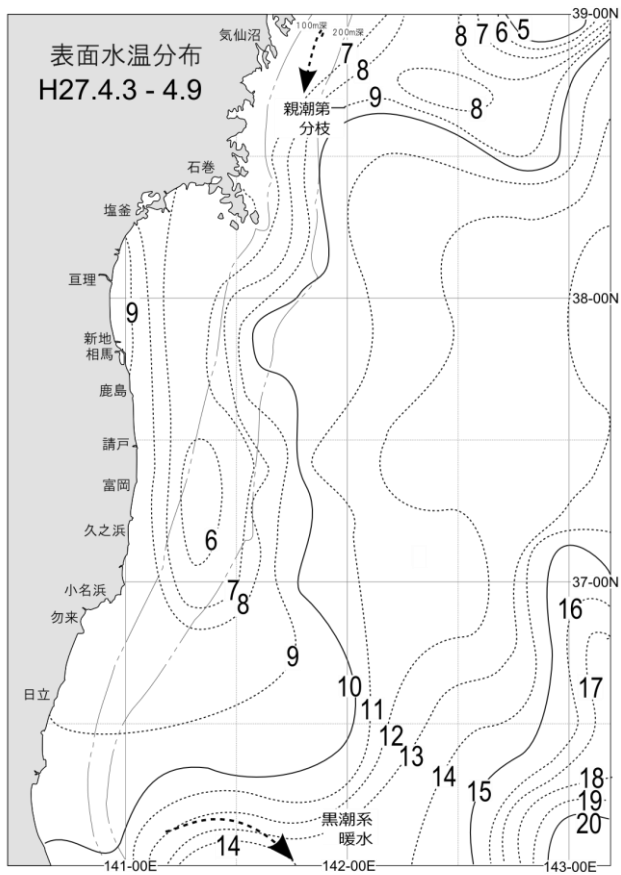 39-00N
気仙沼
100m深
200m深
7
8
7
6
5
8
表面水温分布
H27.4.3 - 4.9
9
8
親潮第一
分枝
石巻
塩釜
亘理
38-00N
9
新地
相馬
鹿島
請戸
富岡
久之浜
6
37-00N
小名浜
7
8
16
勿来
9
日立
10
17
11
12
13
14
15
18
19
20
黒潮系
暖水
14
141-00E
142-00E
143-00E